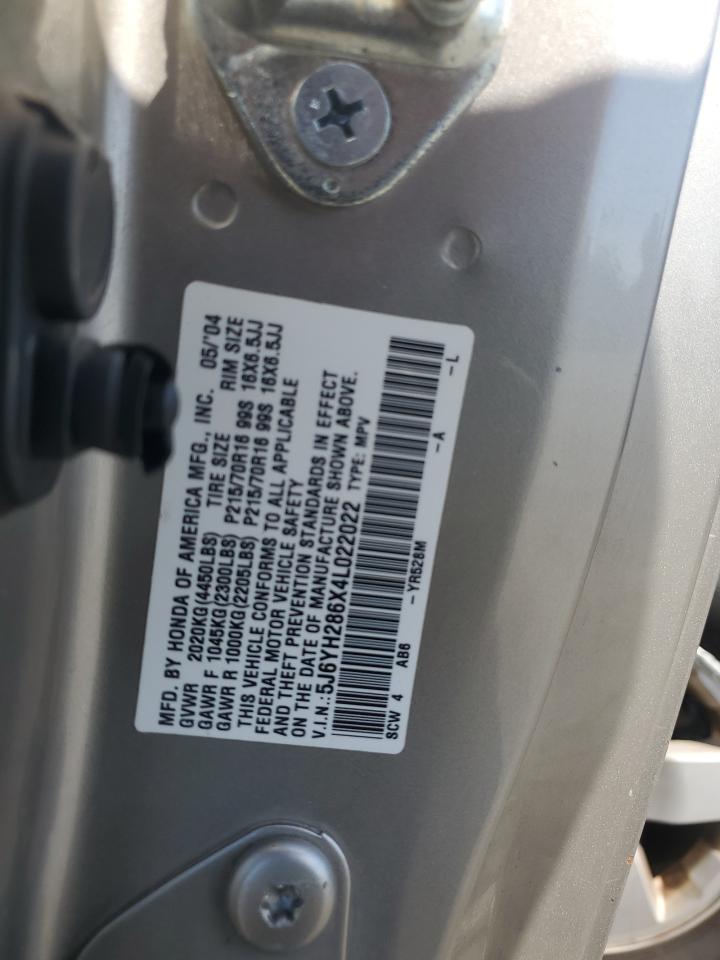 MFD. BY HONDA OF AMERICA MFG., INC. 05/'04
GVWR 2020KG(4450LBS) TIRE SIZE RIM SIZE
GAWR F 1045KG(2300LBS) P215/70R16 99S 16X6.5JJ
GAWR R 1000KG(2205LBS) P215/70R16 99S 16X6.5JJ
THIS VEHICLE CONFORMS TO ALL APPLICABLE
FEDERAL MOTOR VEHICLE SAFETY
AND THEFT PREVENTION STANDARDS IN EFFECT
ON THE DATE OF MANUFACTURE SHOWN ABOVE.
V.I.N.:5J6YH286X4L022022 TYPE: MPV
SCW 4 AB6 -YR528M -A -L